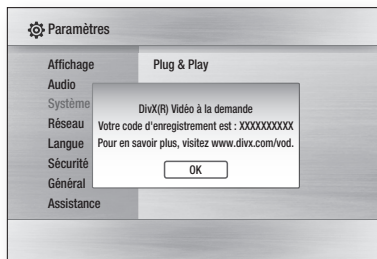 Paramètres
Affichage
Plug & Play
Audio
Système
Réseau
Langue
Sécurité
Général
Assistance
DivX(R) Vidéo à la demande
Votre code d'enregistrement est : XXXXXXXXXX
Pour en savoir plus, visitez www.divx.com/vod.
OK